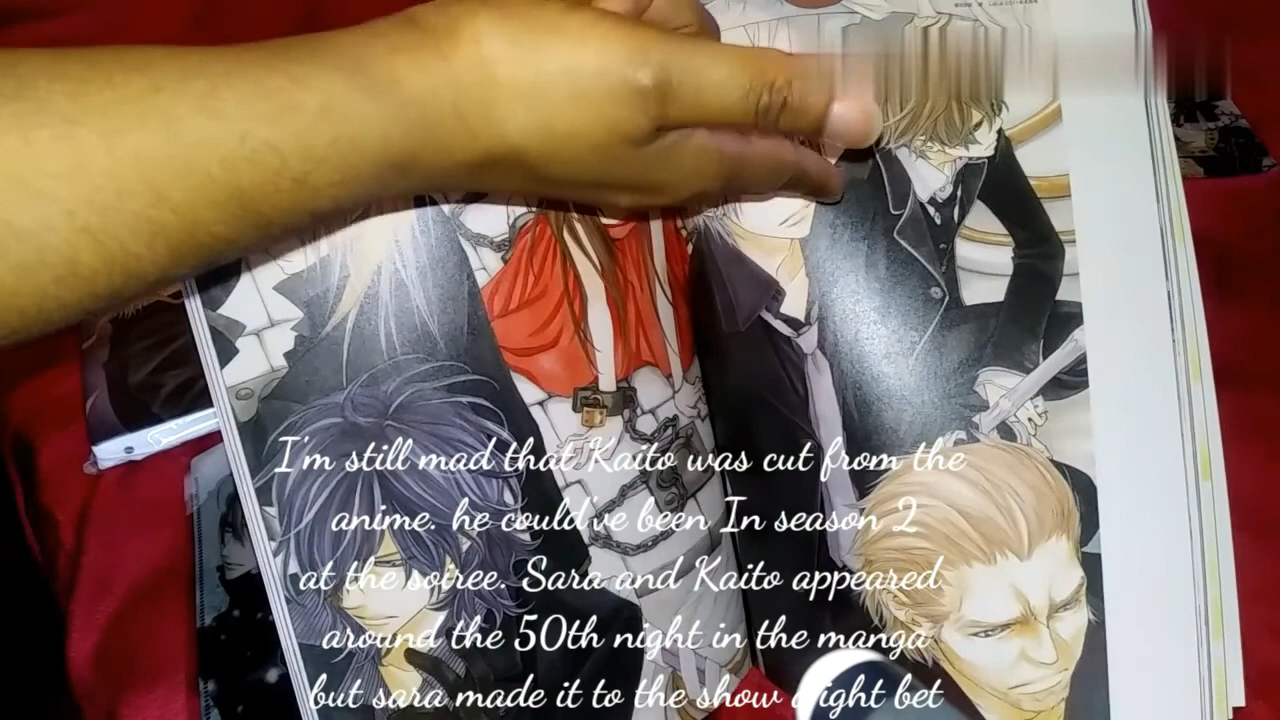 I'm still mad that Kaito was cut from the
anime. he could've been In season 2
at the soiree. Sara and Kaito appeared
around the 50th night in the manga
but sara made it to the show bet